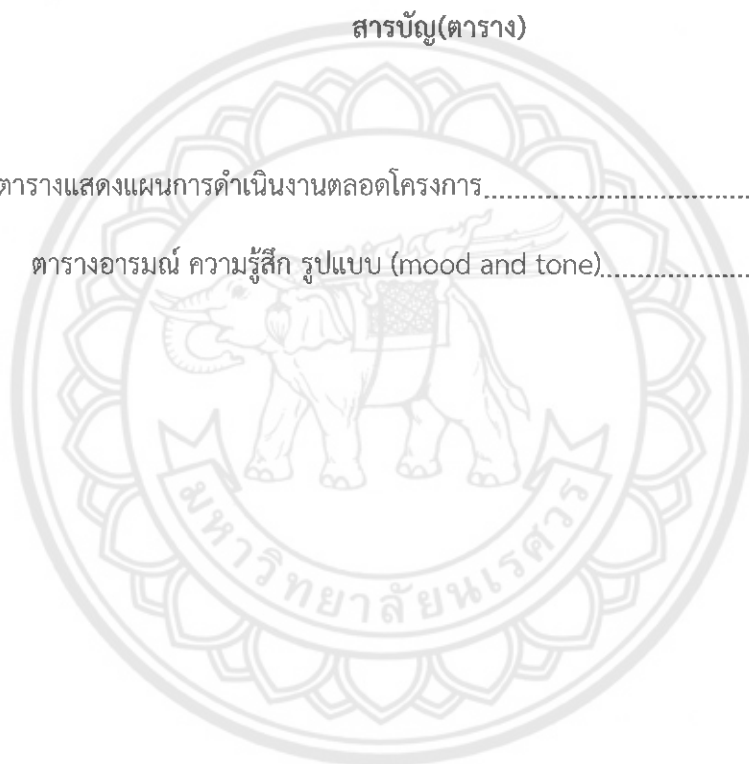 สารบัญ(ตาราง)
ตารางแสดงแผนการดำเนินงานตลอดโครงการ
ตารางอารมณ์ ความรู้สึก รูปแบบ (mood and tone)
มหาวิทยาลัยนเรศวร